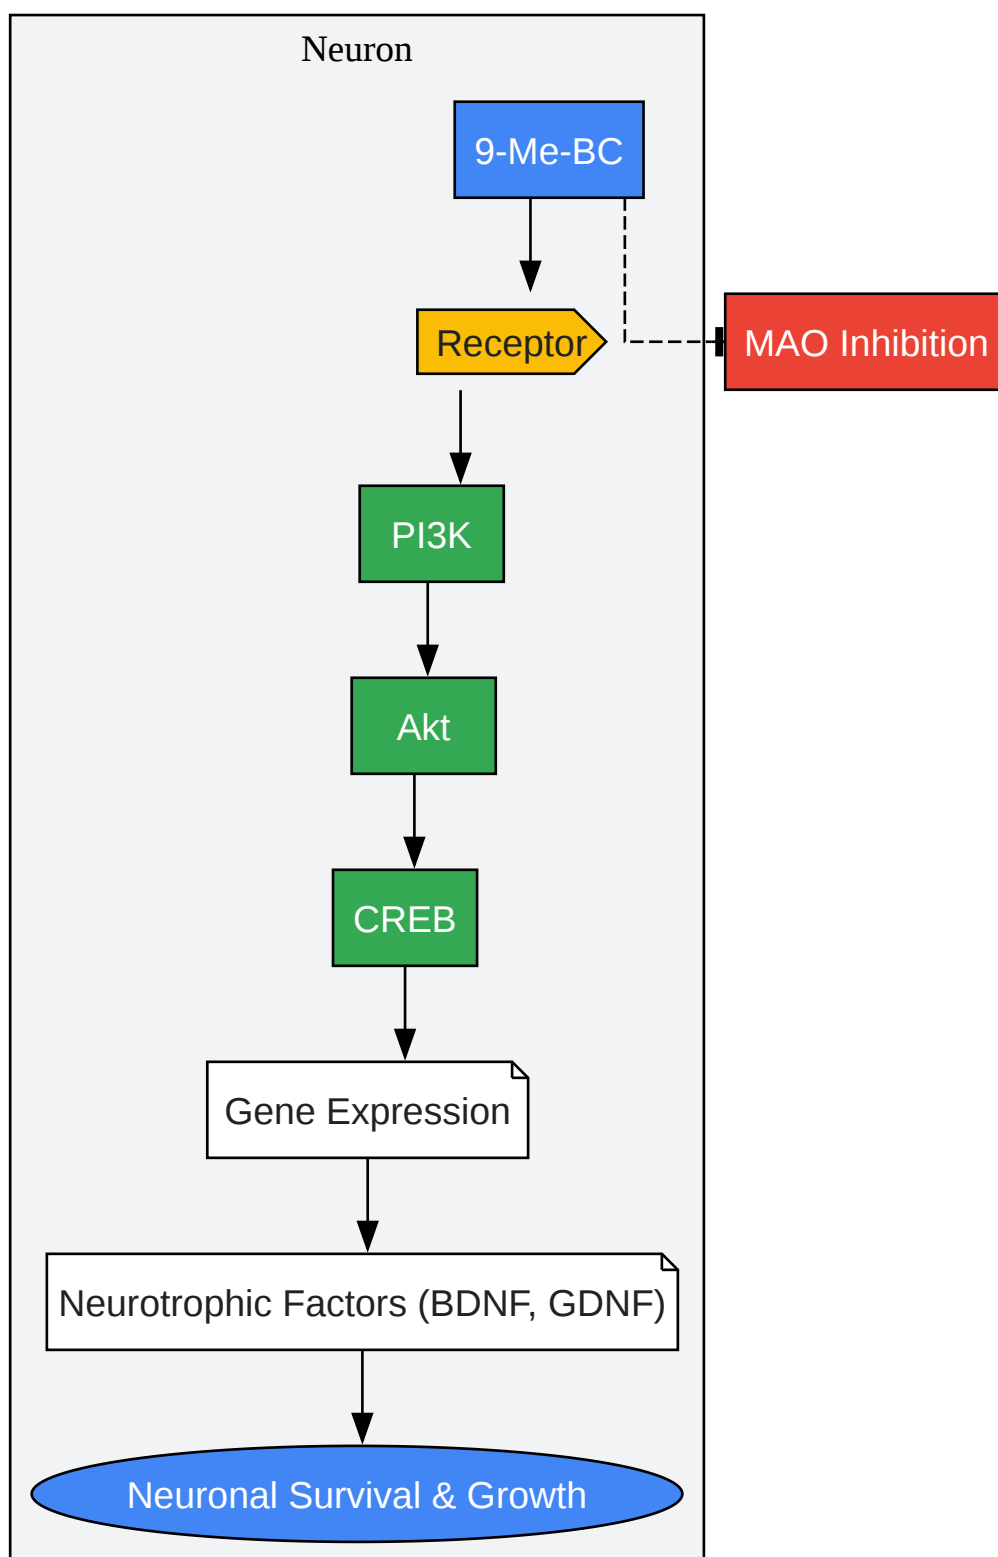 Neuron
9-Me-BC
Receptor
MAO Inhibition
PI3K
Akt
CREB
Gene Expression
Neurotrophic Factors (BDNF, GDNF)
Neuronal Survival & Growth